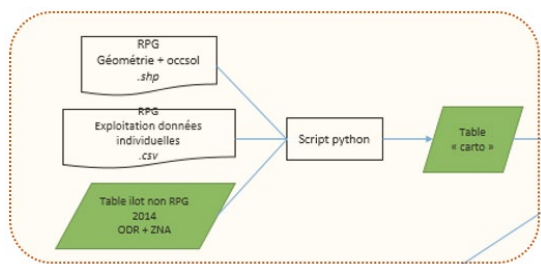 RPG
Géométrie + occsol
.shp
RPG
Exploitation données
individuelles
.csv
Table ilot non RPG
2014
ODR + ZNA
Script python
Table
« carto »